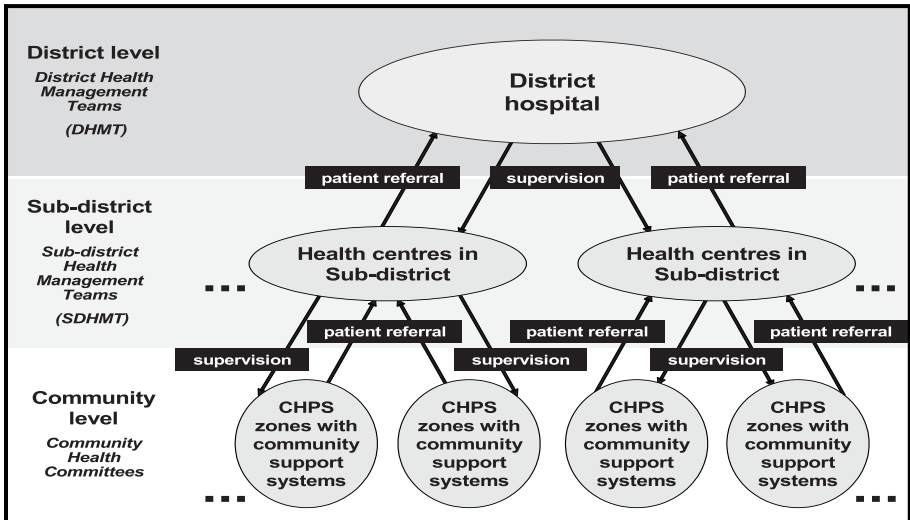 District level
District Health
Management
Teams
(DHMT)
District
hospital
patient referral
supervision
patient referral
Sub-district
level
Sub-district
Health
Management
Teams
(SDHMT)
Health centres in
Sub-district
Health centres in
Sub-district
supervision
patient referral
supervision
patient referral
supervision
patient referral
Community
level
Community
Health
Committees
CHPS
zones with
community
support
systems
CHPS
zones with
community
support
systems
CHPS
zones with
community
support
systems
CHPS
zones with
community
support
systems